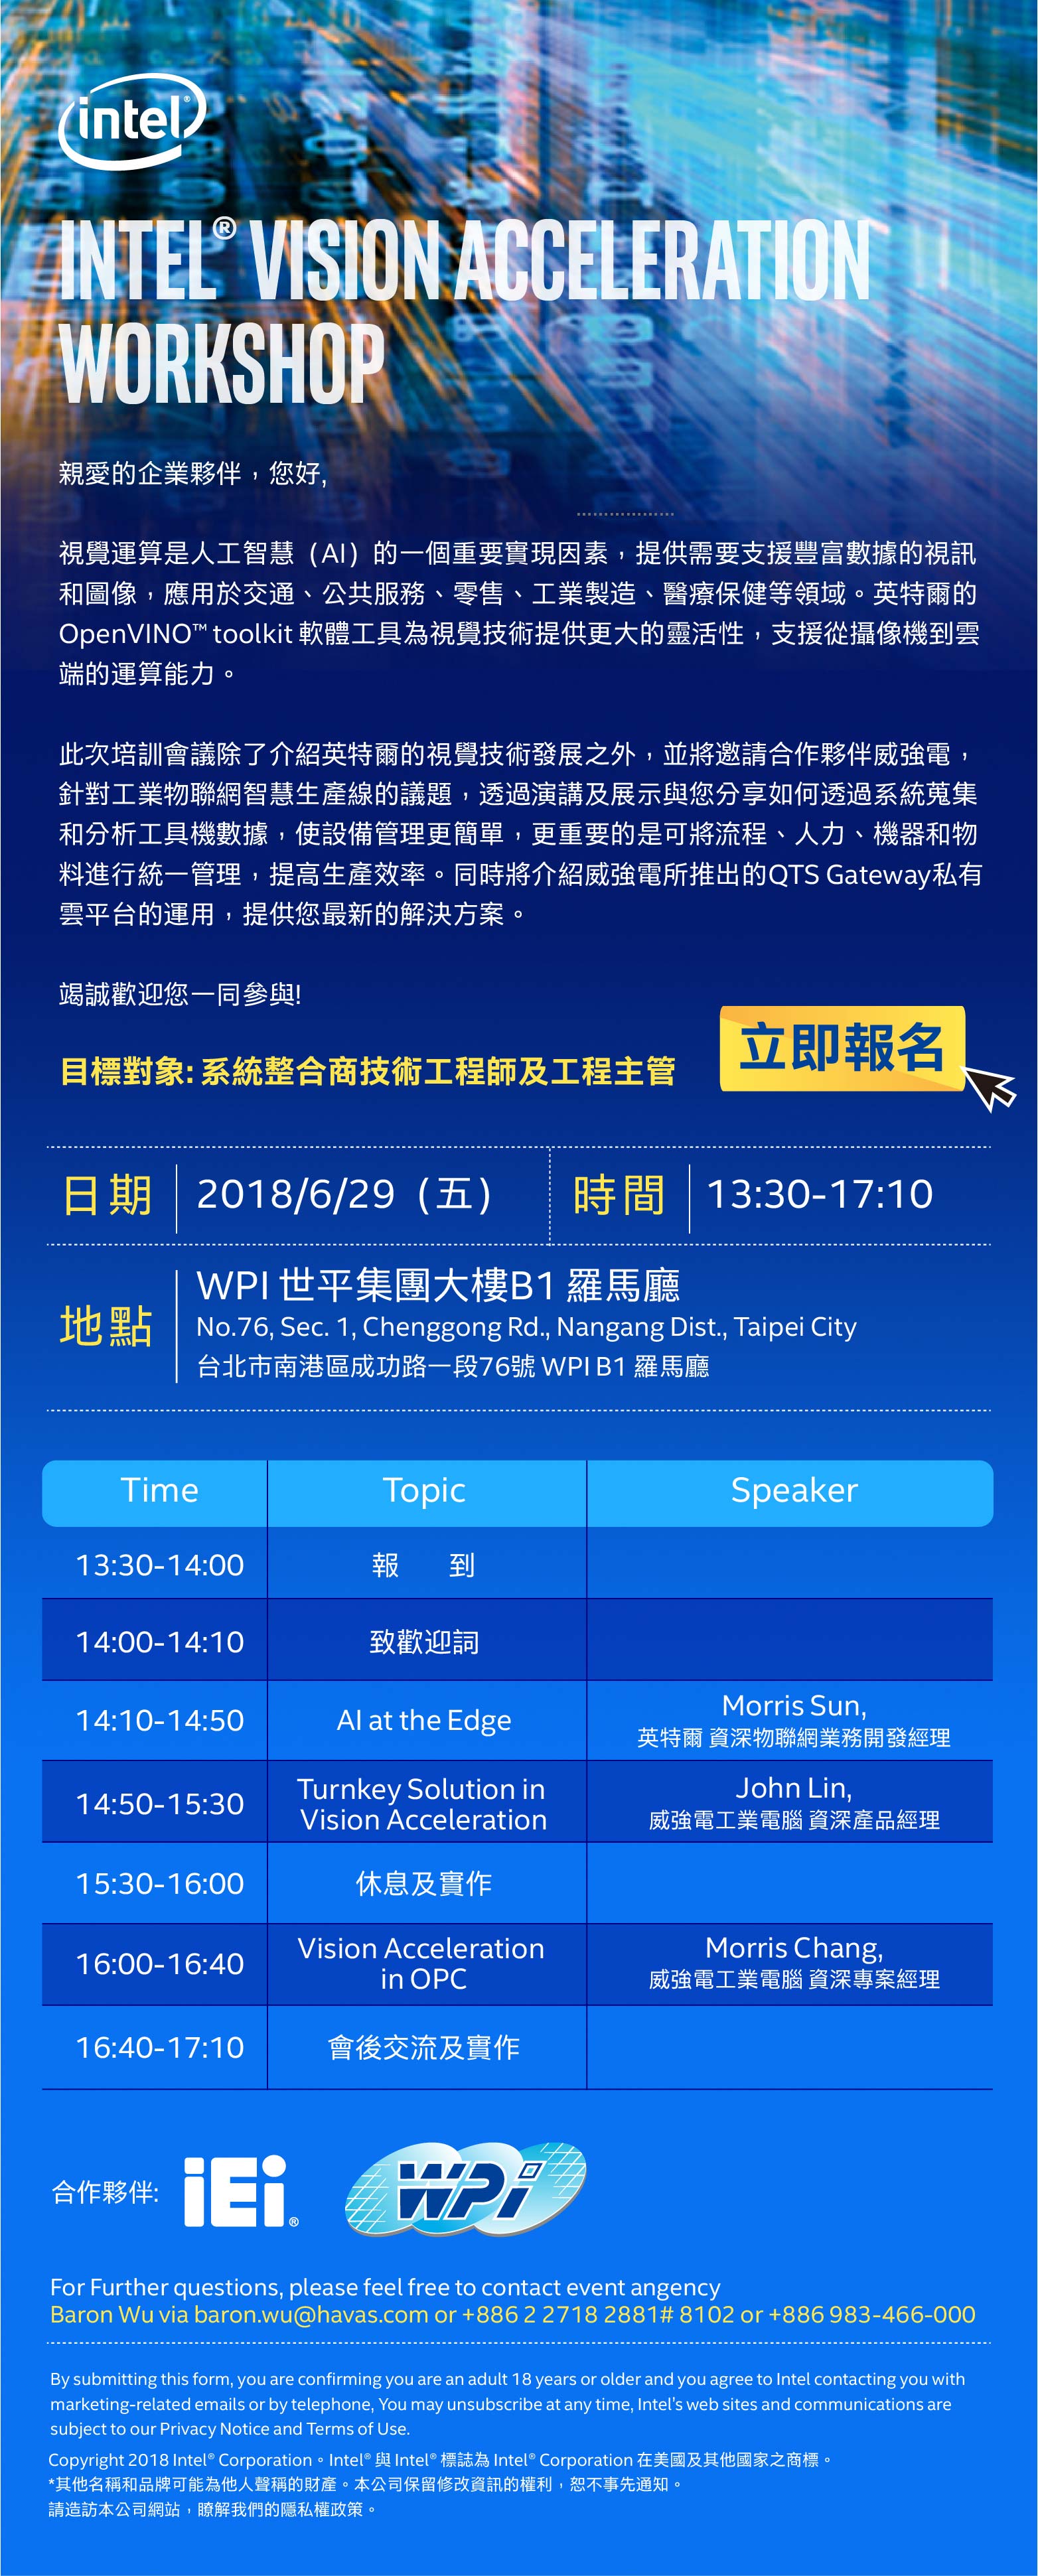 intel®
INTEL® VISION ACCELERATION
WORKSHOP
親愛的企業夥伴，您好,
視覺運算是人工智慧（AI）的一個重要實現因素，提供需要支援豐富數據的視訊
和圖像，應用於交通、公共服務、零售、工業製造、醫療保健等領域。英特爾的
OpenVINO™ toolkit 軟體工具為視覺技術提供更大的靈活性，支援從攝像機到雲
端的運算能力。
此次培訓會議除了介紹英特爾的視覺技術發展之外，並將邀請合作夥伴威強電，
針對工業物聯網智慧生產線的議題，透過演講及展示與您分享如何透過系統蒐集
和分析工具機數據，使設備管理更簡單，更重要的是可將流程、人力、機器和物
料進行統一管理，提高生產效率。同時將介紹威強電所推出的QTS Gateway私有
雲平台的運用，提供您最新的解決方案。
竭誠歡迎您一同參與!
立即報名
目標對象: 系統整合商技術工程師及工程主管
日期 2018/6/29（五） 時間 13:30-17:10
地點
WPI 世平集團大樓B1 羅馬廳
No.76, Sec. 1, Chenggong Rd., Nangang Dist., Taipei City
台北市南港區成功路一段76號 WPI B1 羅馬廳
Time Topic Speaker
13:30-14:00 報 到
14:00-14:10 致歡迎詞
14:10-14:50 AI at the Edge Morris Sun,
英特爾 資深物聯網業務開發經理
14:50-15:30 Turnkey Solution in
Vision Acceleration
John Lin,
威強電工業電腦 資深產品經理
15:30-16:00 休息及實作
16:00-16:40 Vision Acceleration
in OPC
Morris Chang,
威強電工業電腦 資深專案經理
16:40-17:10 會後交流及實作
合作夥伴: iEi® WPi
For Further questions, please feel free to contact event angency
Baron Wu via baron.wu@havas.com or +886 2 2718 2881# 8102 or +886 983-466-000
By submitting this form, you are confirming you are an adult 18 years or older and you agree to Intel contacting you with
marketing-related emails or by telephone, You may unsubscribe at any time, Intel's web sites and communications are
subject to our Privacy Notice and Terms of Use.
Copyright 2018 Intel® Corporation。Intel® 與 Intel® 標誌為 Intel® Corporation 在美國及其他國家之商標。
*其他名稱和品牌可能為他人聲稱的財產。本公司保留修改資訊的權利，恕不事先通知。
請造訪本公司網站，瞭解我們的隱私權政策。